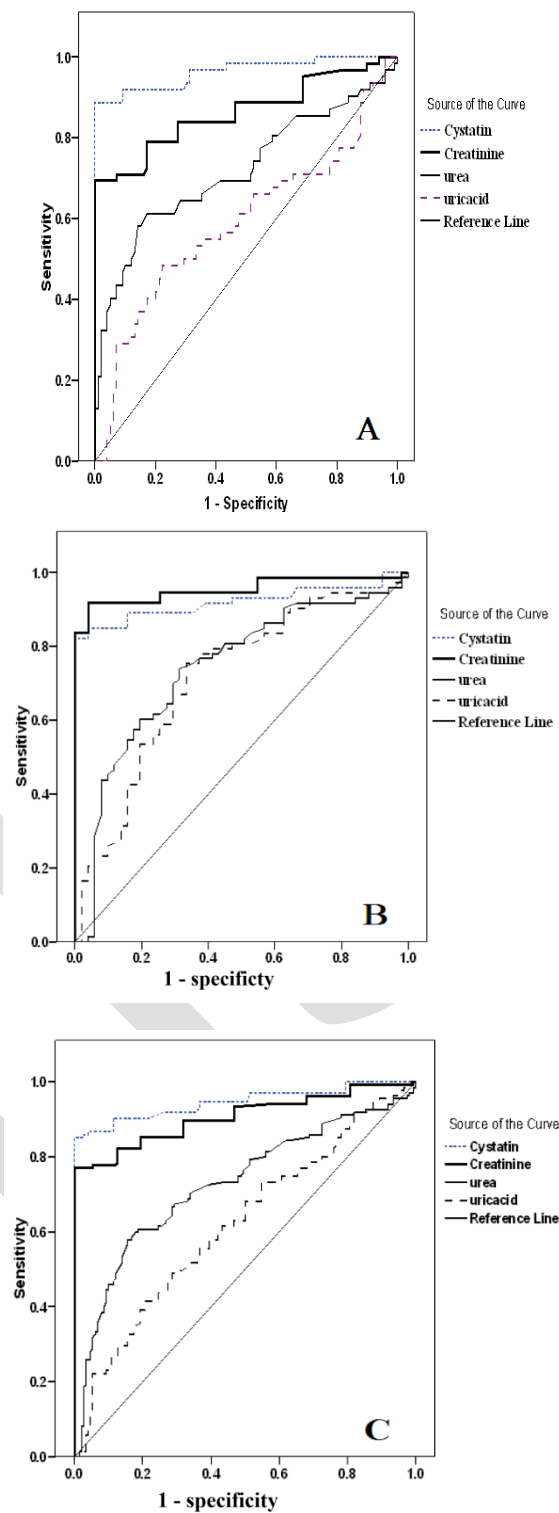 1.0
0.8
0.6
0.4
0.2
0.0
Sensitivity
0.0 0.2 0.4 0.6 0.8 1.0
1 - Specificity
A
Source of the Curve
Cystatin
Creatinine
urea
uricacid
Reference Line
1.0
0.8
0.6
0.4
0.2
0.0
Sensitivity
0.0 0.2 0.4 0.6 0.8 1.0
1 - specificty
B
Source of the Curve
Cystatin
Creatinine
urea
uricacid
Reference Line
1.0
0.8
0.6
0.4
0.2
0.0
Sensitivity
0.0 0.2 0.4 0.6 0.8 1.0
1 - specificity
C
Source of the Curve
Cystatin
Creatinine
urea
uricacid
Reference Line